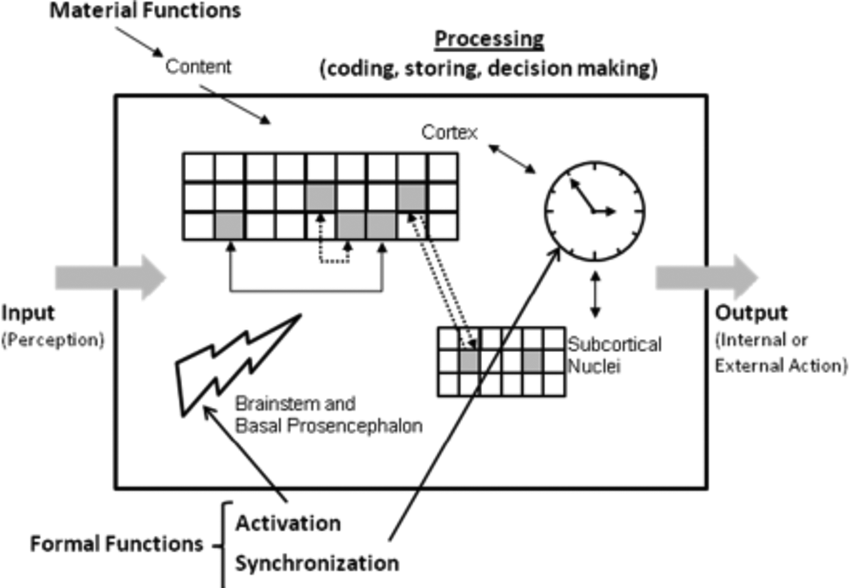 Material Functions
Content
Processing
(coding, storing, decision making)
Cortex
Input
(Perception)
Output
(Internal or
External Action)
Subcortical
Nuclei
Brainstem and
Basal Prosencephalon
Formal Functions
Activation
Synchronization